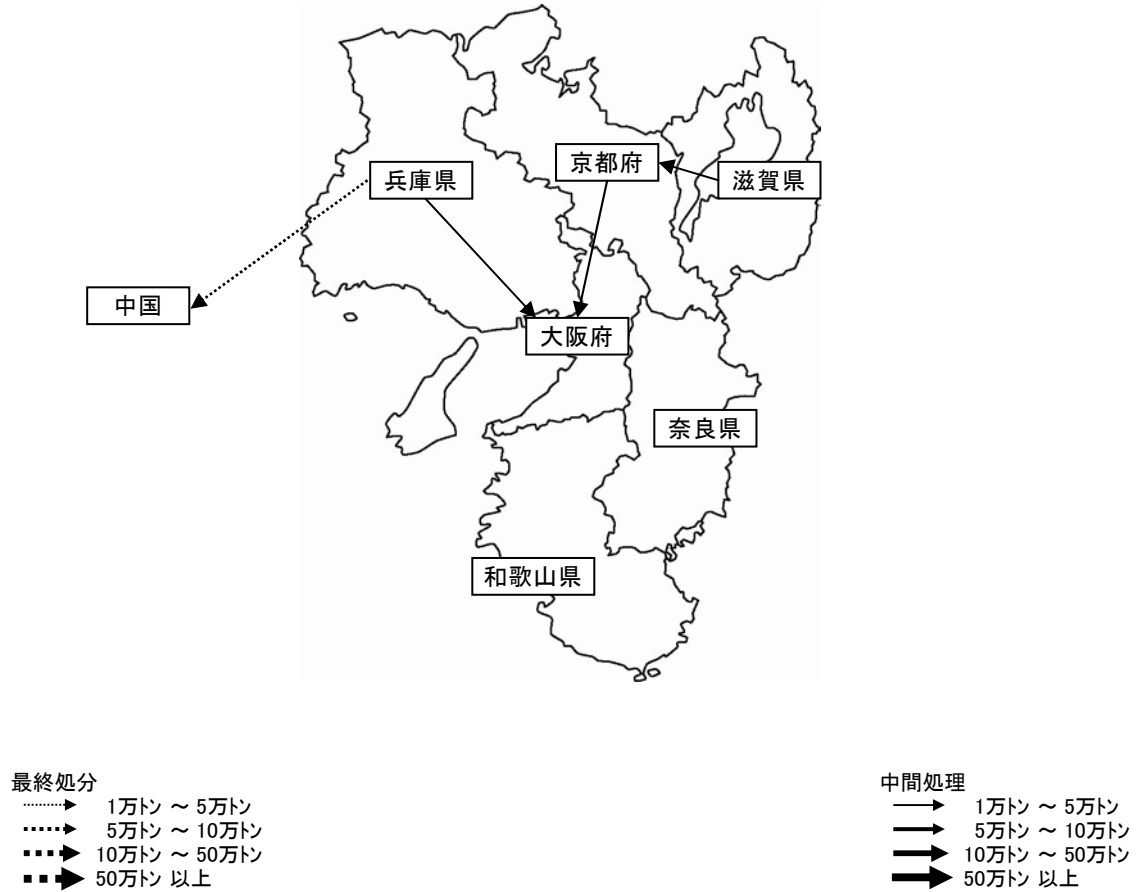 京都府
兵庫県
滋賀県
中国
大阪府
奈良県
和歌山県
最終処分
1万トン ～ 5万トン
5万トン ～ 10万トン
10万トン ～ 50万トン
50万トン 以上
中間処理
1万トン ～ 5万トン
5万トン ～ 10万トン
10万トン ～ 50万トン
50万トン 以上